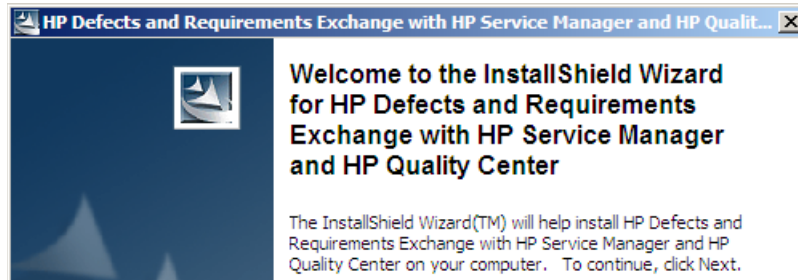 HP Defects and Requirements Exchange with HP Service Manager and HP Qualit...
Welcome to the InstallShield Wizard
for HP Defects and Requirements
Exchange with HP Service Manager
and HP Quality Center
The InstallShield Wizard(TM) will help install HP Defects and
Requirements Exchange with HP Service Manager and HP
Quality Center on your computer. To continue, click Next.